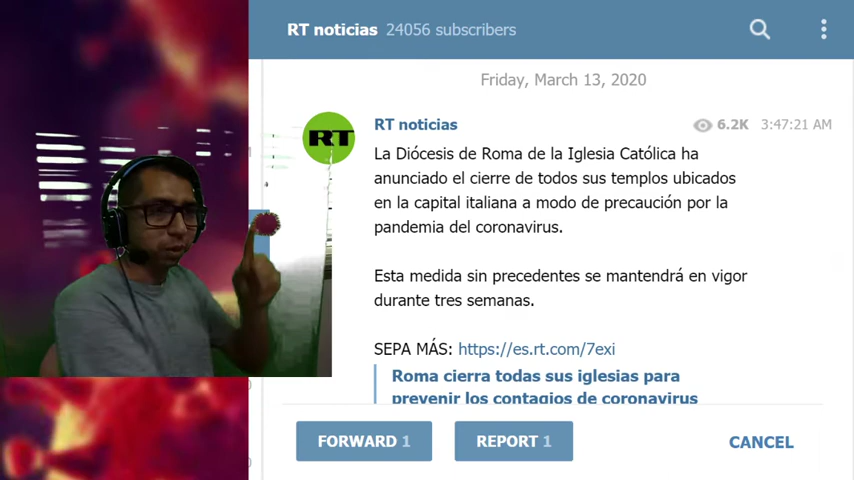 RT noticias 24056 subscribers
Friday, March 13, 2020
RT
RT noticias 6.2K 3:47:21 AM
La Diócesis de Roma de la Iglesia Católica ha
anunciado el cierre de todos sus templos ubicados
en la capital italiana a modo de precaución por la
pandemia del coronavirus.
Esta medida sin precedentes se mantendrá en vigor
durante tres semanas.
SEPA MÁS: https://es.rt.com/7exi
Roma cierra todas sus iglesias para
prevenir los contagios de coronavirus
FORWARD 1 REPORT 1 CANCEL